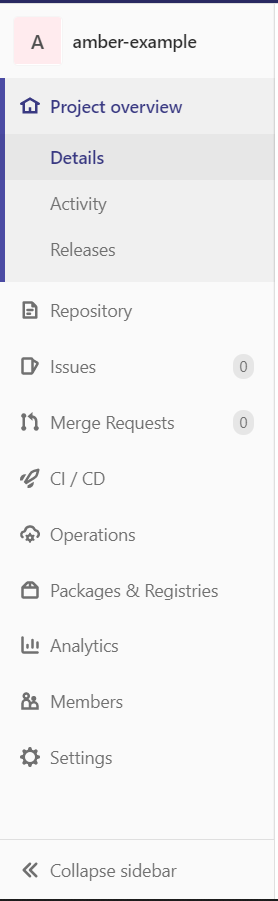 A
amber-example
Project overview
Details
Activity
Releases
Repository
Issues 0
Merge Requests 0
CI / CD
Operations
Packages & Registries
Analytics
Members
Settings
Collapse sidebar